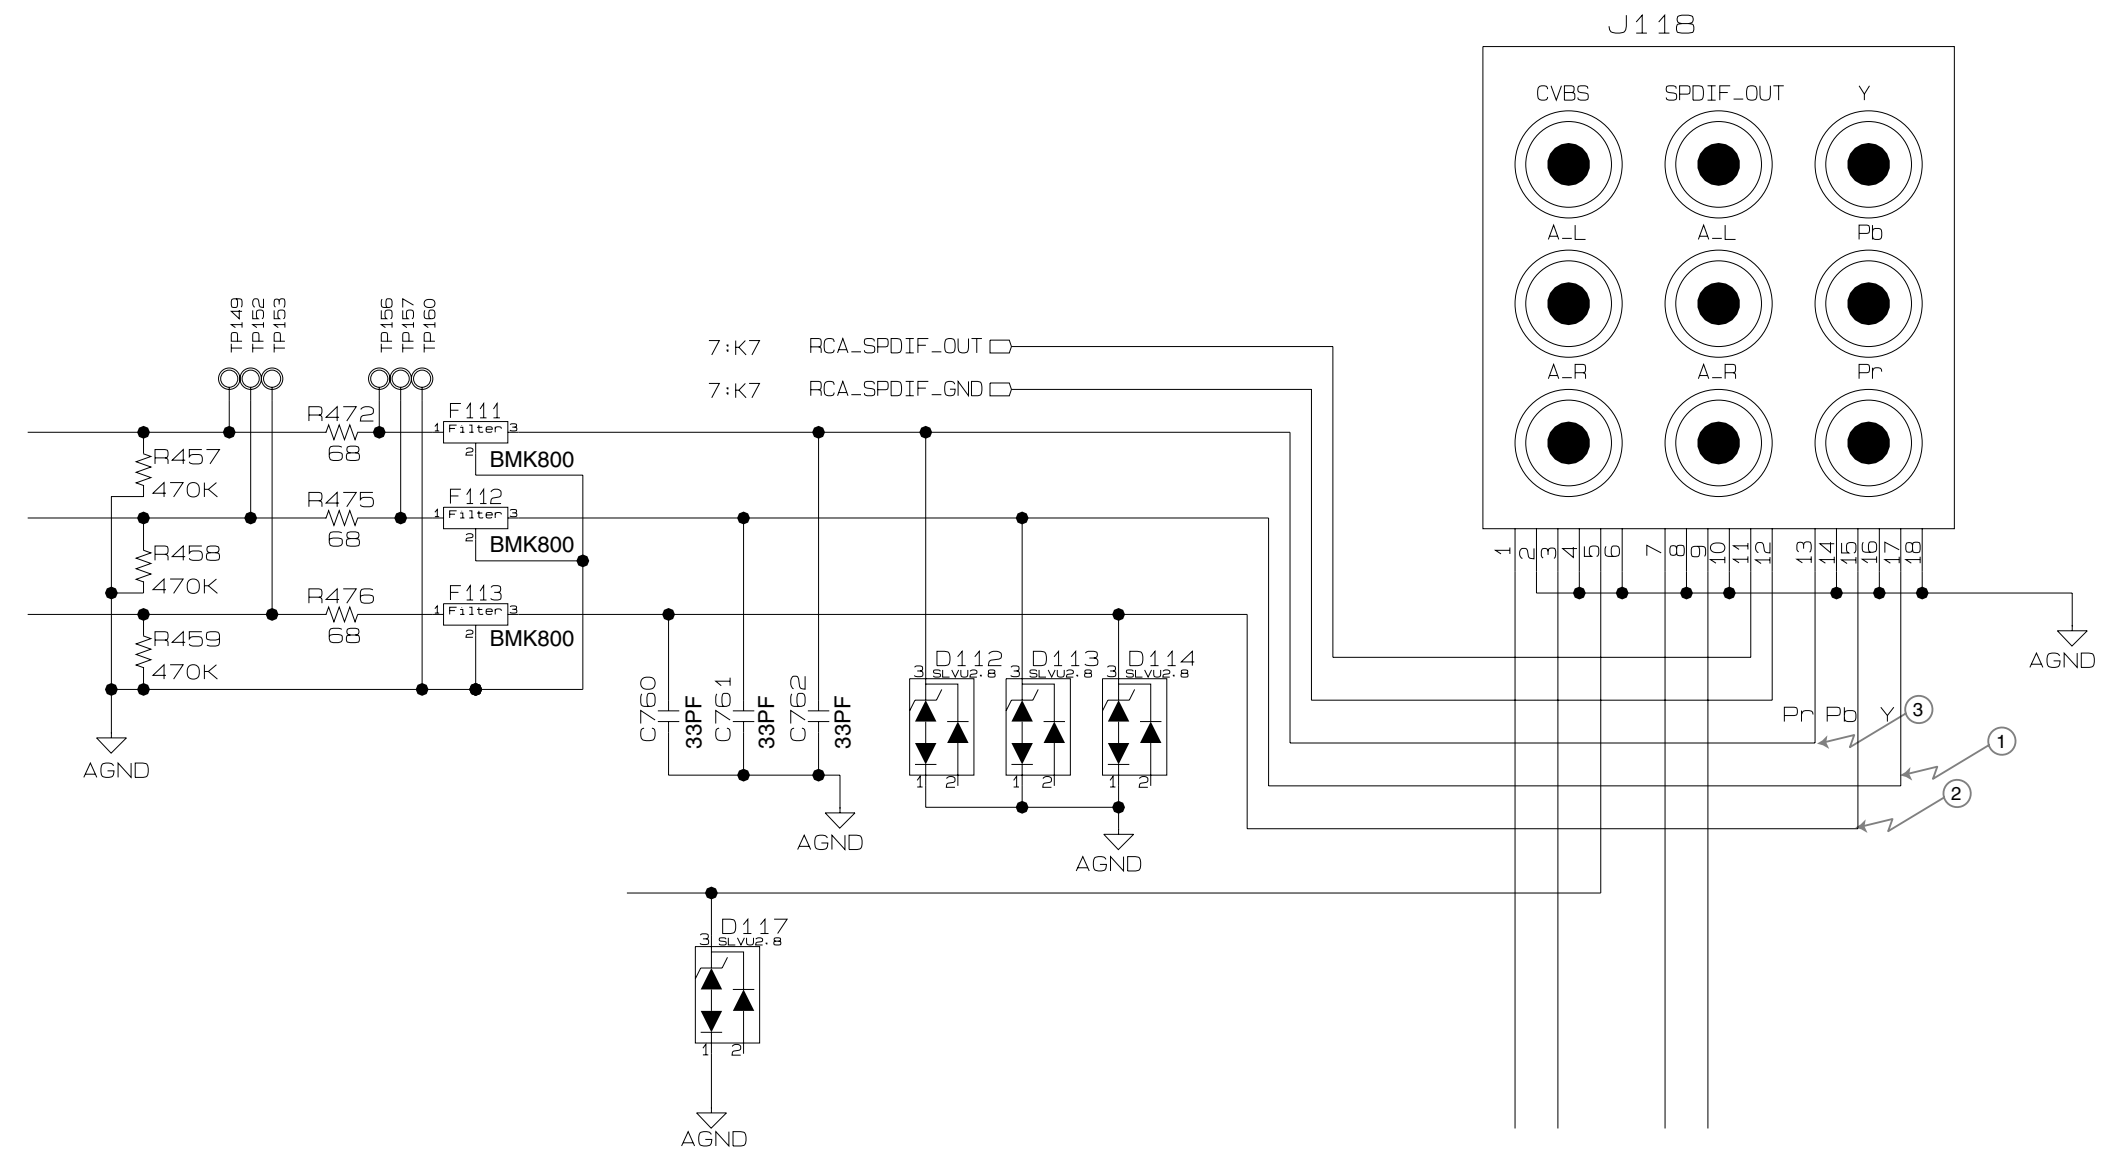 J118
CVBS SPDIF_OUT Y
A_L A_L Pb
A_R A_R Pr
TP149 TP152 TP153 TP156 TP157 TP160
7:K7 RCA_SPDIF_OUT
7:K7 RCA_SPDIF_GND
R472 F111
1 Filter 3
R457 68 2 BMK800
470K
R475 F112
1 Filter 3
R458 68 2 BMK800
470K
R476 F113
1 Filter 3
R459 68 2 BMK800
470K
1 2 3 4 5 6 7 8 9 10 11 12 13 14 15 16 17 18
AGND
D112 D113 D114
3 SLVU2.8 3 SLVU2.8 3 SLVU2.8
C760 33PF C761 33PF C762 33PF
Pr Pb Y 3
1
AGND
1 2 1 2 1 2
2
AGND
AGND
D117
3 SLVU2.8
1 2
AGND